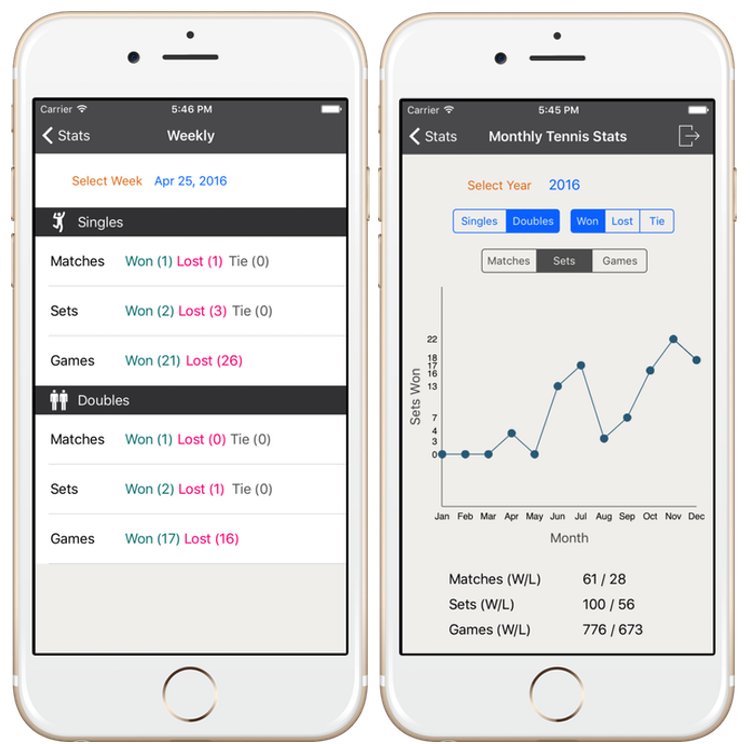 Carrier 5:46 PM
Stats Weekly
Select Week Apr 25, 2016
Singles
Matches Won (1) Lost (1) Tie (0)
Sets Won (2) Lost (3) Tie (0)
Games Won (21) Lost (26)
Doubles
Matches Won (1) Lost (0) Tie (0)
Sets Won (2) Lost (1) Tie (0)
Games Won (17) Lost (16)
Carrier 5:45 PM
Stats Monthly Tennis Stats
Select Year 2016
Singles Doubles Won Lost Tie
Matches Sets Games
Sets Won
22
18
17
16
13
7
4
3
0
Jan Feb Mar Apr May Jun Jul Aug Sep Oct Nov Dec
Month
Matches (W/L) 61 / 28
Sets (W/L) 100 / 56
Games (W/L) 776 / 673